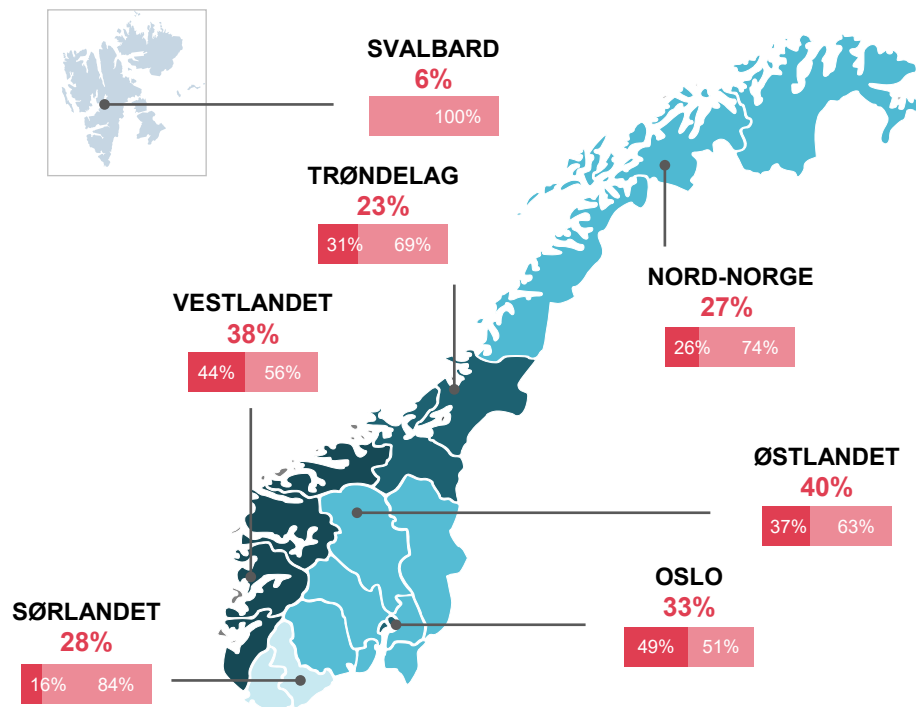 SVALBARD
6%
100%
TRØNDELAG
23%
31% 69%
VESTLANDET
38%
44% 56%
NORD-NORGE
27%
26% 74%
ØSTLANDET
40%
37% 63%
OSLO
33%
49% 51%
SØRLANDET
28%
16% 84%